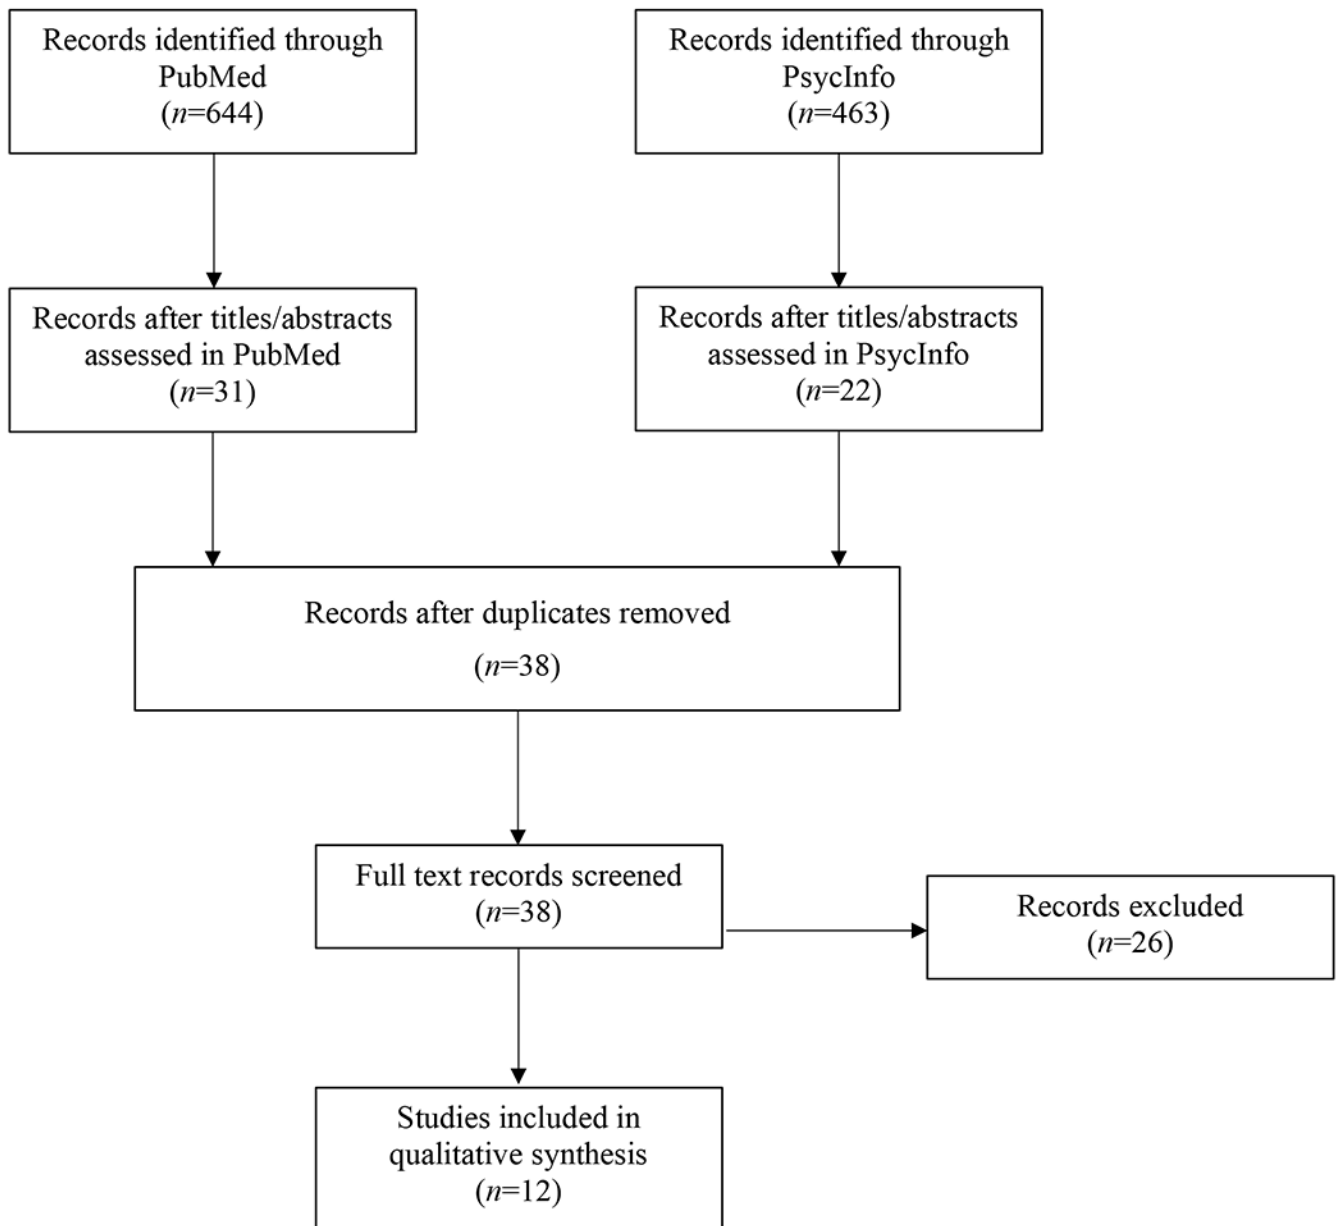 Records identified through
PubMed
(n=644)
Records identified through
PsycInfo
(n=463)
Records after titles/abstracts
assessed in PubMed
(n=31)
Records after titles/abstracts
assessed in PsycInfo
(n=22)
Records after duplicates removed
(n=38)
Full text records screened
(n=38)
Records excluded
(n=26)
Studies included in
qualitative synthesis
(n=12)